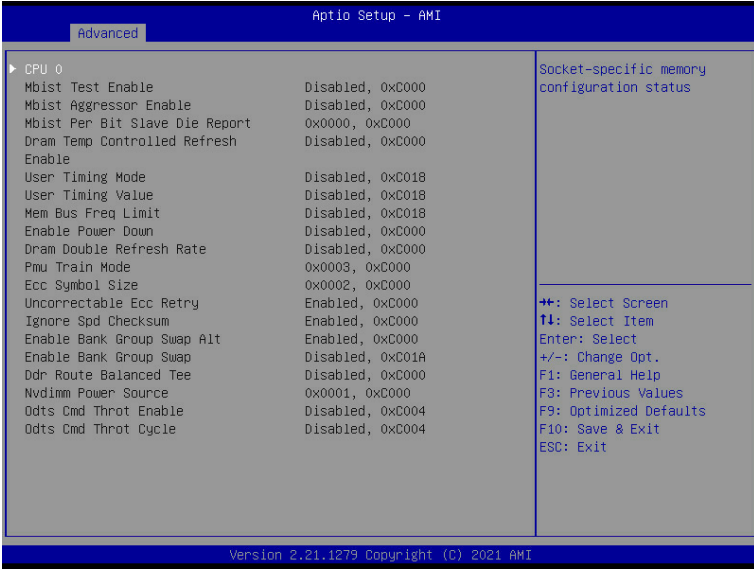 Aptio Setup – AMI
Advanced
▶ CPU 0
Mbist Test Enable Disabled, 0xC000
Mbist Aggressor Enable Disabled, 0xC000
Mbist Per Bit Slave Die Report 0x0000, 0xC000
Dram Temp Controlled Refresh Disabled, 0xC000
Enable
User Timing Mode Disabled, 0xC018
User Timing Value Disabled, 0xC018
Mem Bus Freq Limit Disabled, 0xC018
Enable Power Down Disabled, 0xC000
Dram Double Refresh Rate Disabled, 0xC000
Pmu Train Mode 0x0003, 0xC000
Ecc Symbol Size 0x0002, 0xC000
Uncorrectable Ecc Retry Enabled, 0xC000
Ignore Spd Checksum Enabled, 0xC000
Enable Bank Group Swap Alt Enabled, 0xC000
Enable Bank Group Swap Disabled, 0xC01A
Ddr Route Balanced Tee Disabled, 0xC000
Nvdimm Power Source 0x0001, 0xC000
Odts Cmd Throt Enable Disabled, 0xC004
Odts Cmd Throt Cycle Disabled, 0xC004
Socket-specific memory
configuration status
→←: Select Screen
↑↓: Select Item
Enter: Select
+/-: Change Opt.
F1: General Help
F3: Previous Values
F9: Optimized Defaults
F10: Save & Exit
ESC: Exit
Version 2.21.1279 Copyright (C) 2021 AMI